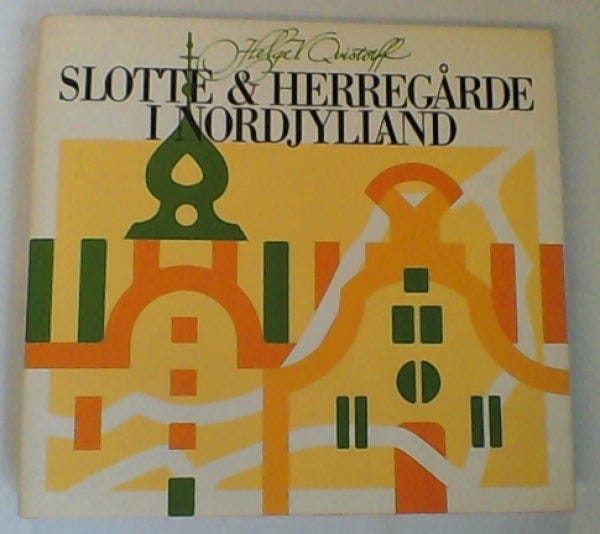 Helge V. Qvistorff
SLOTTE & HERREGÅRDE
I NORDJYLLAND